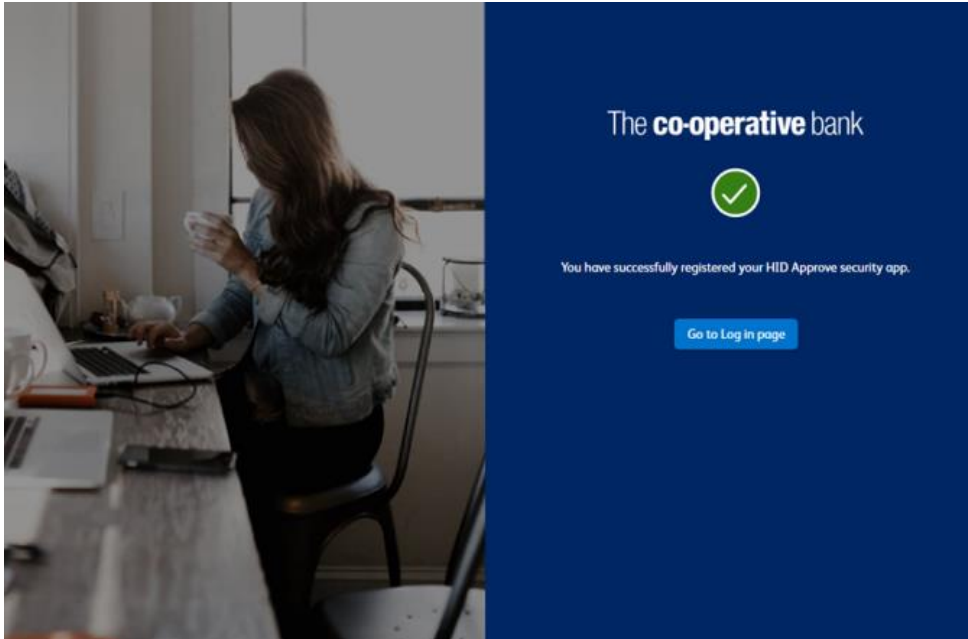 The co-operative bank
You have successfully registered your HID Approve security app.
Go to Log in page